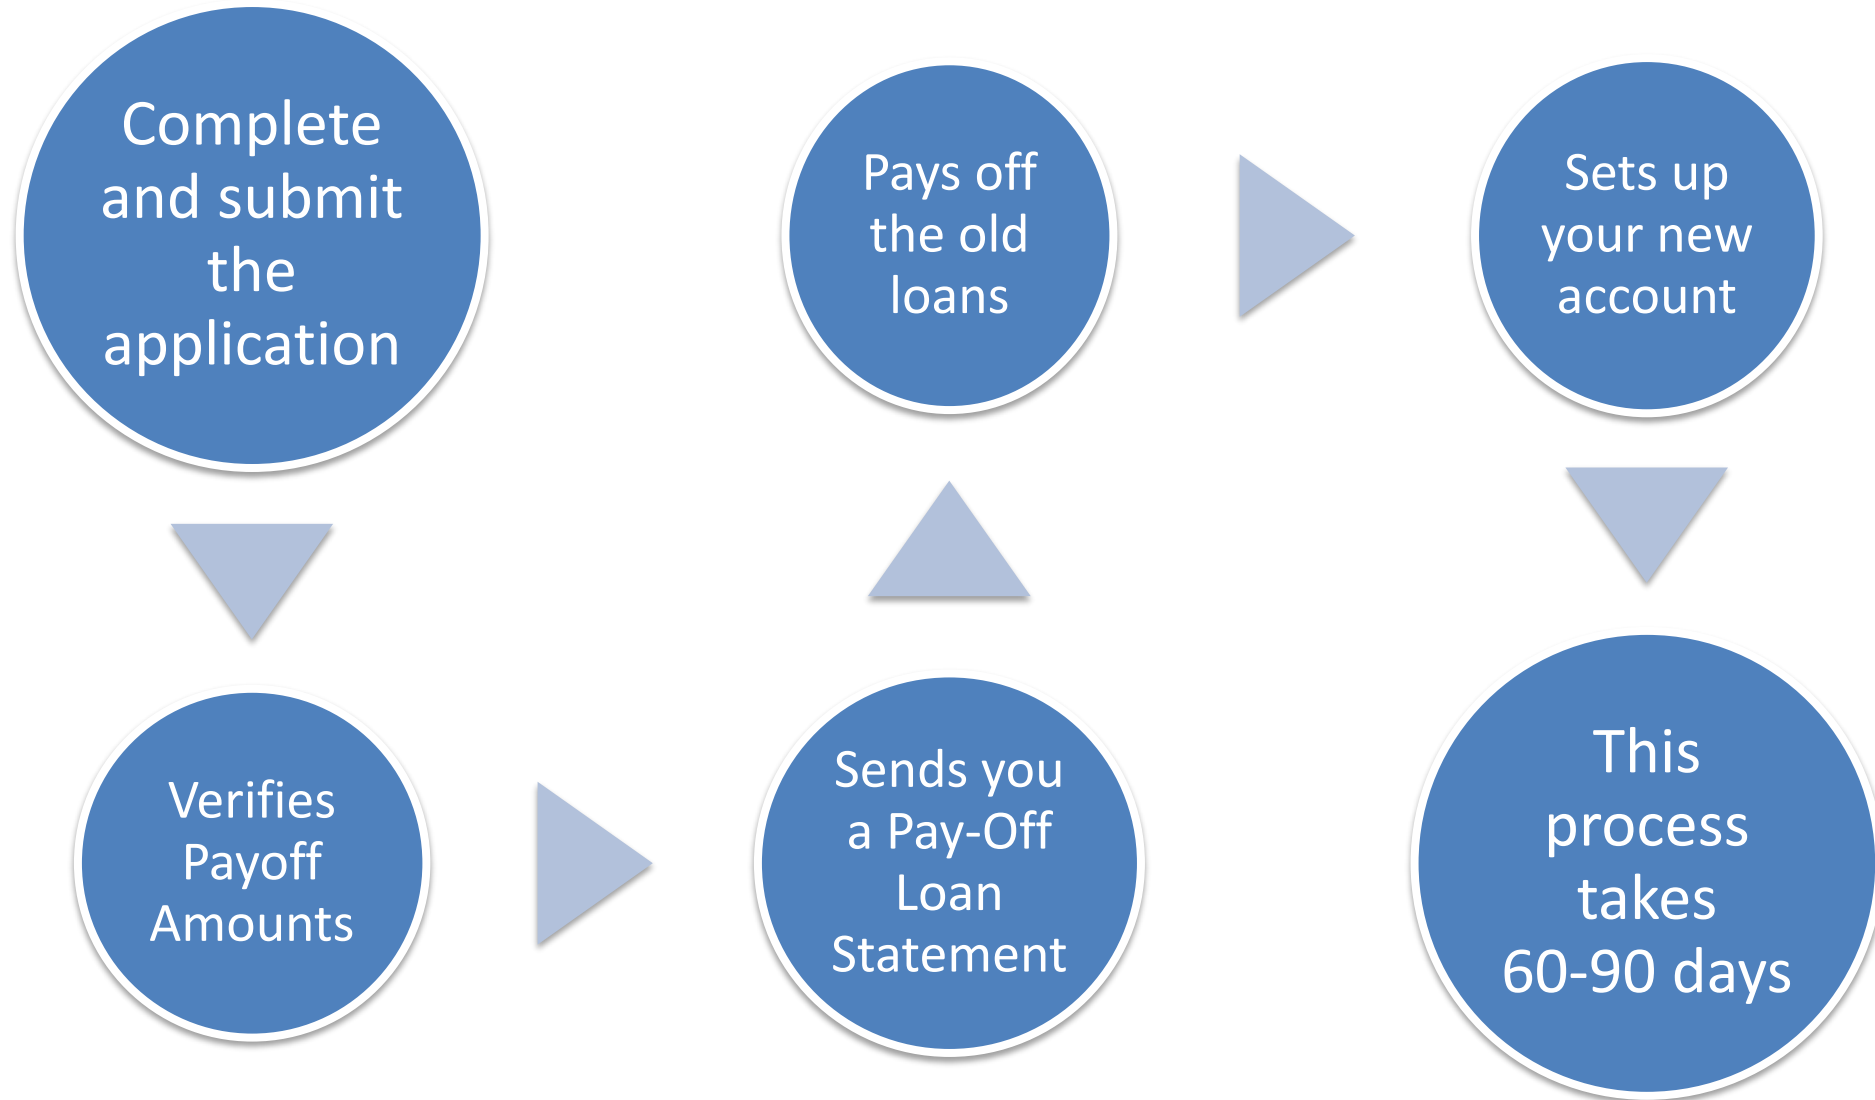 Complete
and submit
the
application
Verifies
Payoff
Amounts
Sends you
a Pay-Off
Loan
Statement
Pays off
the old
loans
Sets up
your new
account
This
process
takes
60-90 days